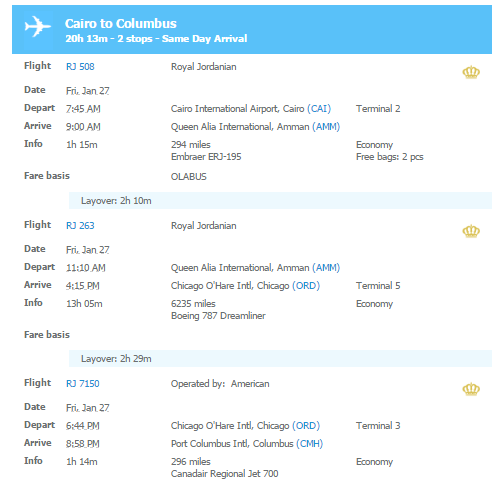 Cairo to Columbus
20h 13m - 2 stops - Same Day Arrival
Flight RJ 508 Royal Jordanian
Date Fri, Jan 27
Depart 7:45 AM Cairo International Airport, Cairo (CAI) Terminal 2
Arrive 9:00 AM Queen Alia International, Amman (AMM)
Info 1h 15m 294 miles Economy
Embraer ERJ-195 Free bags: 2 pcs
Fare basis OLABUS
Layover: 2h 10m
Flight RJ 263 Royal Jordanian
Date Fri, Jan 27
Depart 11:10 AM Queen Alia International, Amman (AMM)
Arrive 4:15 PM Chicago O'Hare Intl, Chicago (ORD) Terminal 5
Info 13h 05m 6235 miles Economy
Boeing 787 Dreamliner
Fare basis
Layover: 2h 29m
Flight RJ 7150 Operated by: American
Date Fri, Jan 27
Depart 6:44 PM Chicago O'Hare Intl, Chicago (ORD) Terminal 3
Arrive 8:58 PM Port Columbus Intl, Columbus (CMH)
Info 1h 14m 296 miles Economy
Canadair Regional Jet 700